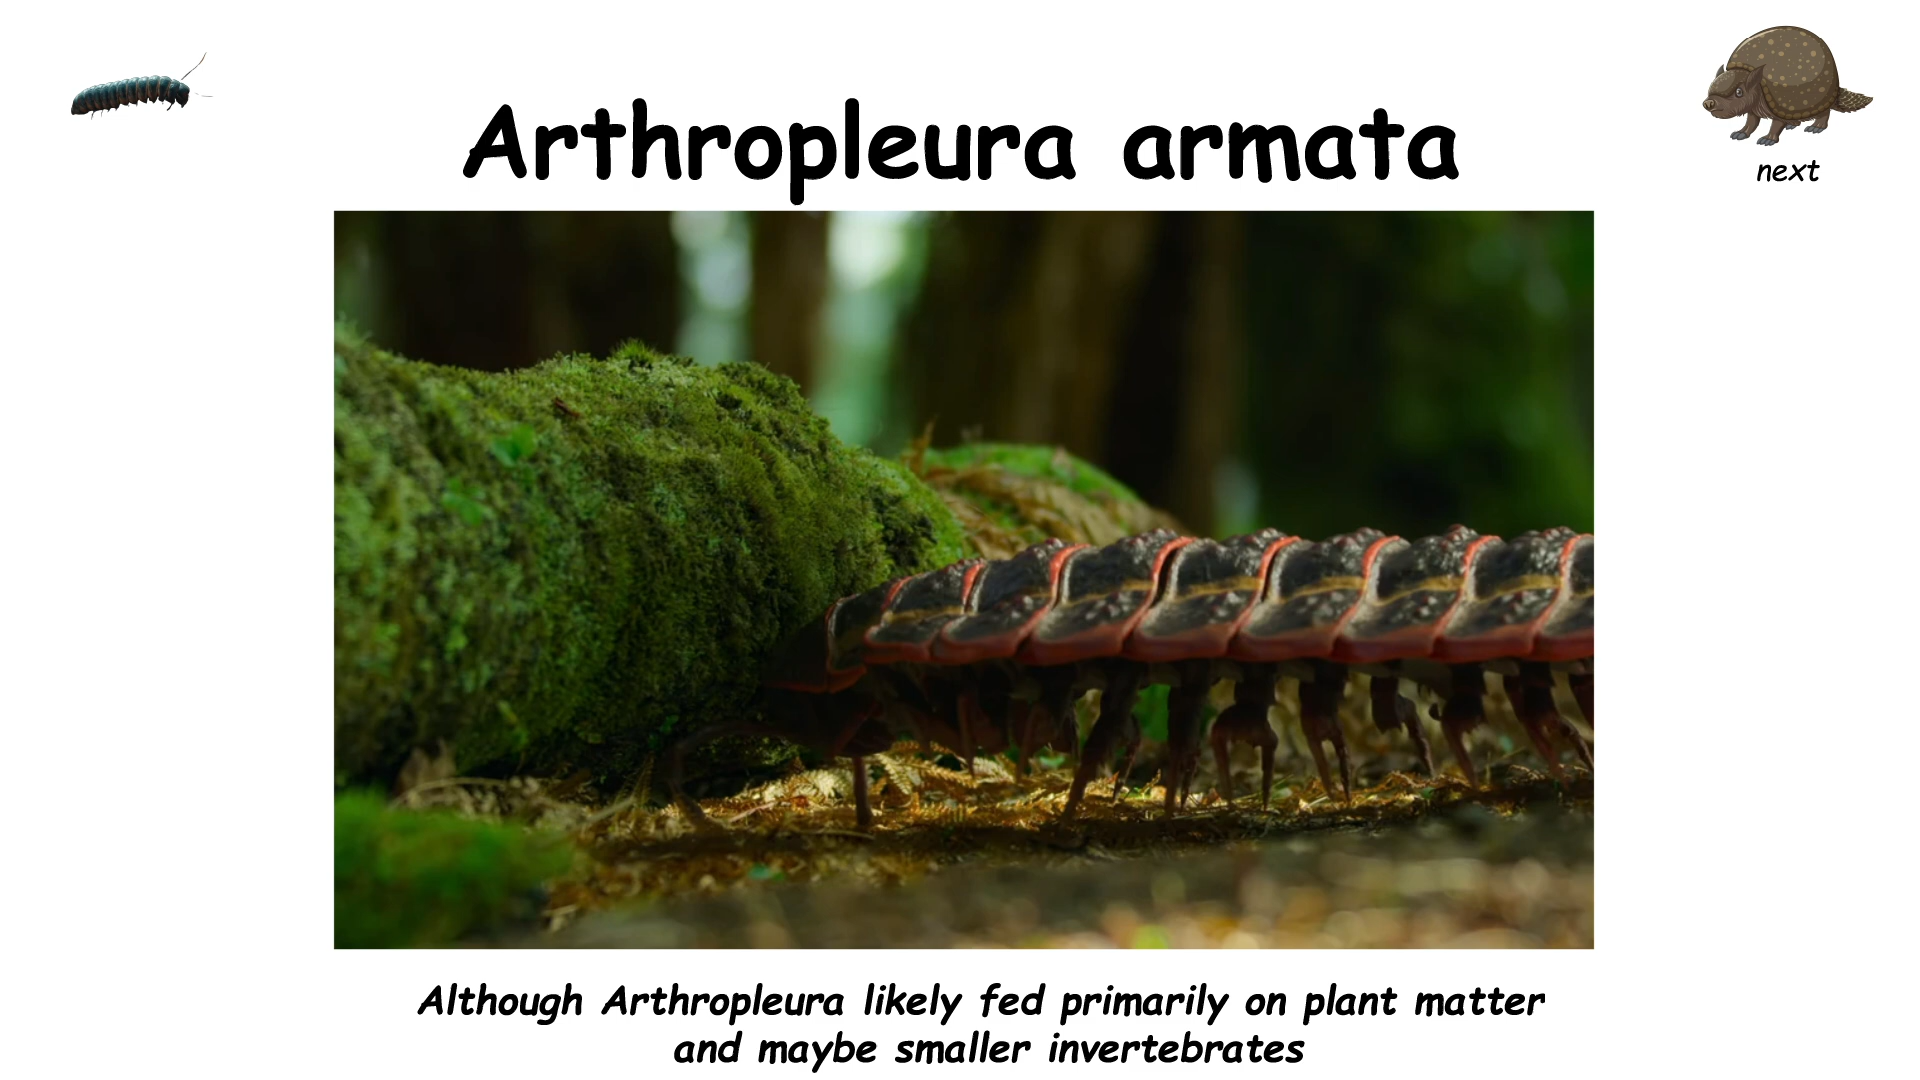 Arthropleura armata
next
Although Arthropleura likely fed primarily on plant matter
and maybe smaller invertebrates